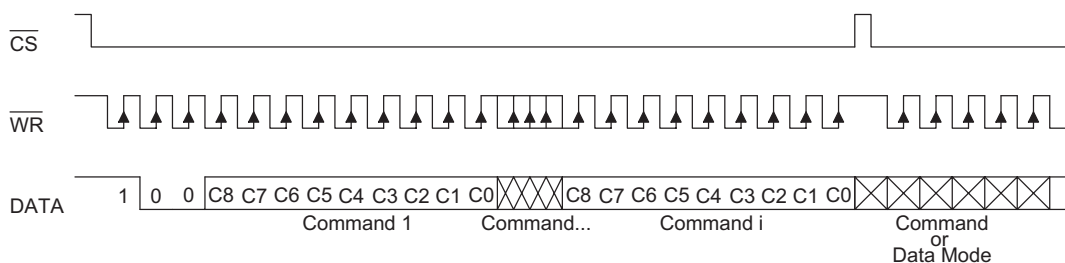 CS
WR
DATA 1 0 0 C8 C7 C6 C5 C4 C3 C2 C1 C0 C8 C7 C6 C5 C4 C3 C2 C1 C0
Command 1 Command... Command i Command
or
Data Mode